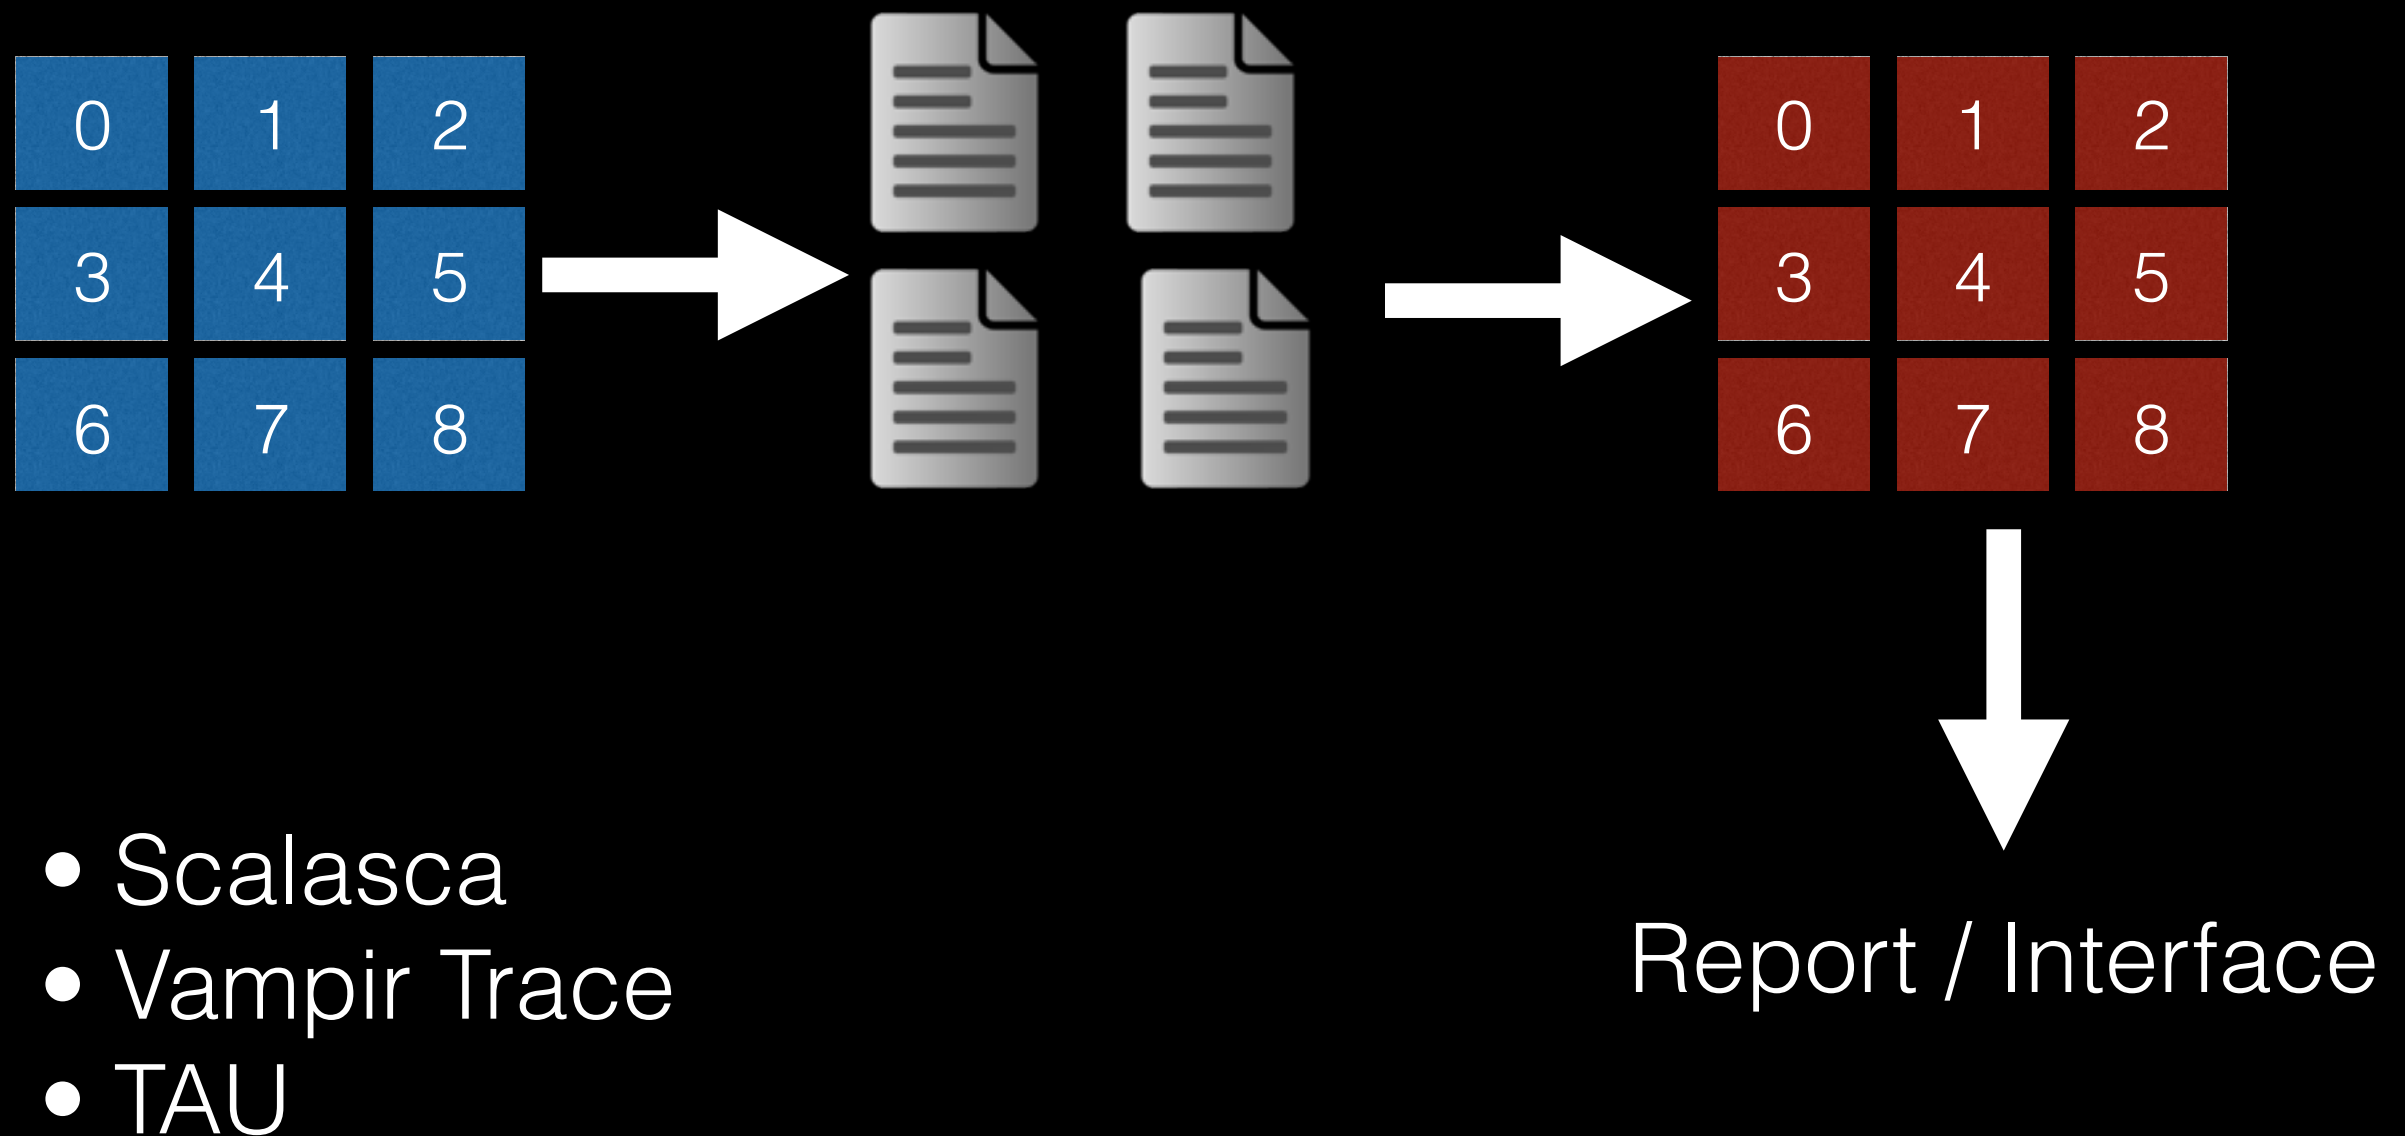 0 1 2
3 4 5
6 7 8
0 1 2
3 4 5
6 7 8
• Scalasca
• Vampir Trace
• TAU
Report / Interface